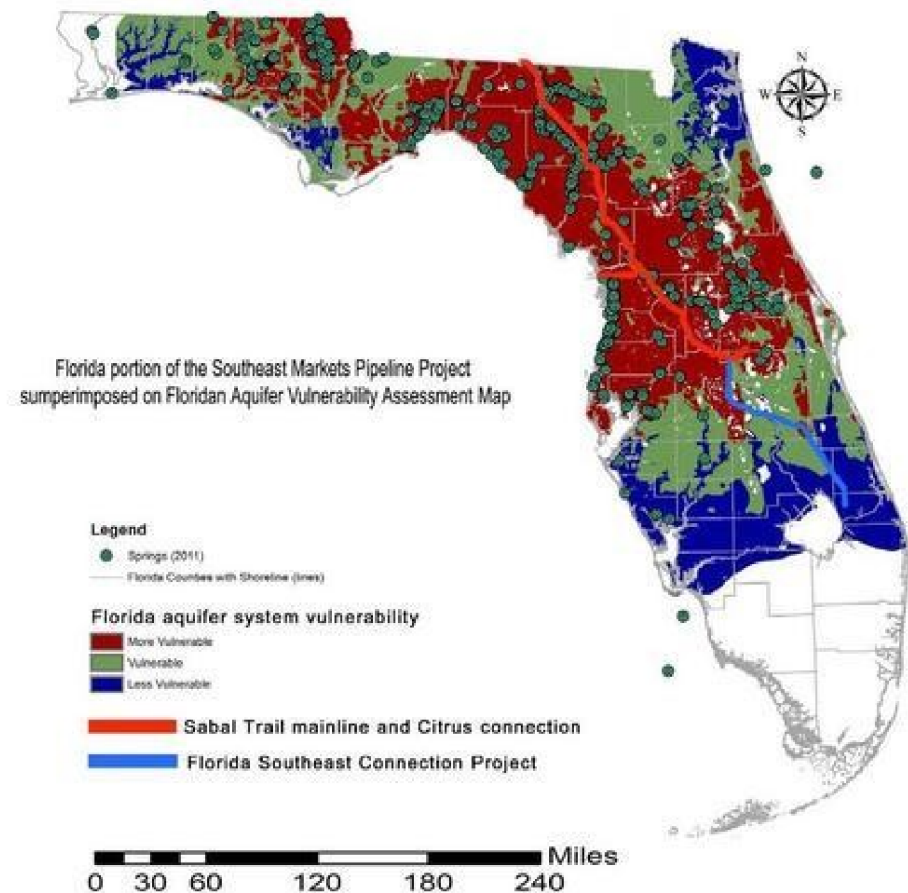 N
W E
S
Florida portion of the Southeast Markets Pipeline Project
sumperimposed on Floridan Aquifer Vulnerability Assessment Map
Legend
Springs (2011)
Florida Counties with Shoreline (lines)
Florida aquifer system vulnerability
More Vulnerable
Vulnerable
Less Vulnerable
Sabal Trail mainline and Citrus connection
Florida Southeast Connection Project
Miles
0 30 60 120 180 240